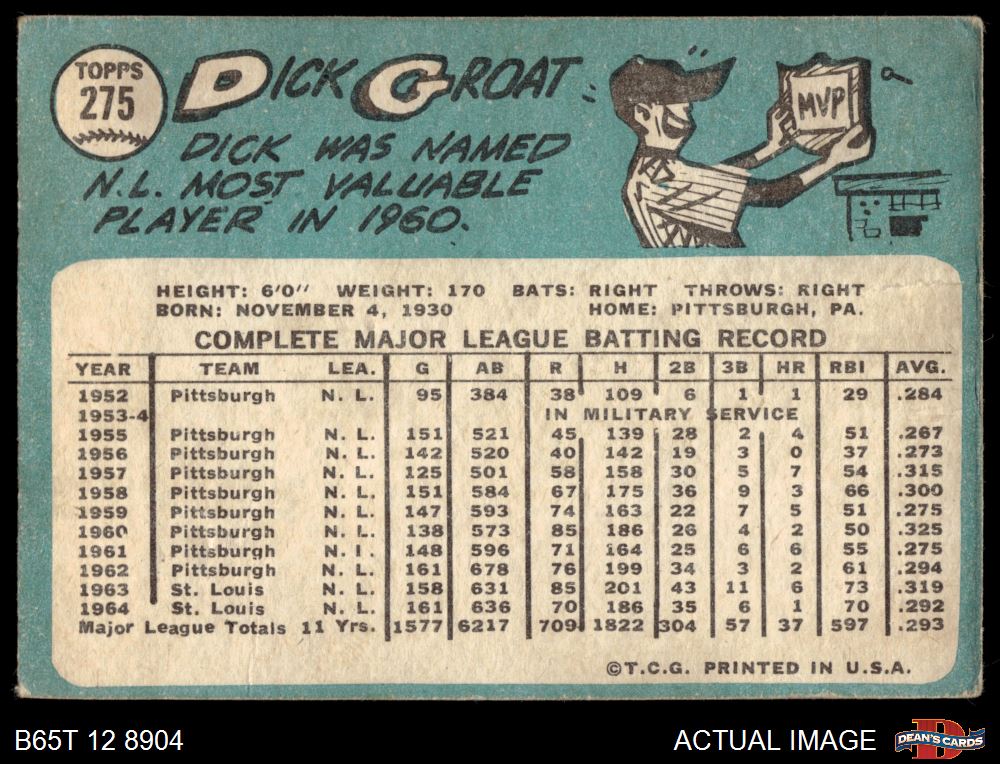 TOPPS
275
DICK GROAT
DICK WAS NAMED
N.L. MOST VALUABLE
PLAYER IN 1960.
MVP
HEIGHT: 6'0" WEIGHT: 170 BATS: RIGHT THROWS: RIGHT
BORN: NOVEMBER 4, 1930 HOME: PITTSBURGH, PA.
COMPLETE MAJOR LEAGUE BATTING RECORD
YEAR TEAM LEA. G AB R H 2B 3B HR RBI AVG.
1952 Pittsburgh N. L. 95 384 38 109 6 1 1 29 .284
1953-4 IN MILITARY SERVICE
1955 Pittsburgh N. L. 151 521 45 139 28 2 4 51 .267
1956 Pittsburgh N. L. 142 520 40 142 19 3 0 37 .273
1957 Pittsburgh N. L. 125 501 58 158 30 5 7 54 .315
1958 Pittsburgh N. L. 151 584 67 175 36 9 3 66 .300
1959 Pittsburgh N. L. 147 593 74 163 22 7 5 51 .275
1960 Pittsburgh N. L. 138 573 85 186 26 4 2 50 .325
1961 Pittsburgh N. L. 148 596 71 164 25 6 6 55 .275
1962 Pittsburgh N. L. 161 678 76 199 34 3 2 61 .294
1963 St. Louis N. L. 158 631 85 201 43 11 6 73 .319
1964 St. Louis N. L. 161 636 70 186 35 6 1 70 .292
Major League Totals 11 Yrs. 1577 6217 709 1822 304 57 37 597 .293
©T.C.G. PRINTED IN U.S.A.
B65T 12 8904 ACTUAL IMAGE DEAN'S CARDS